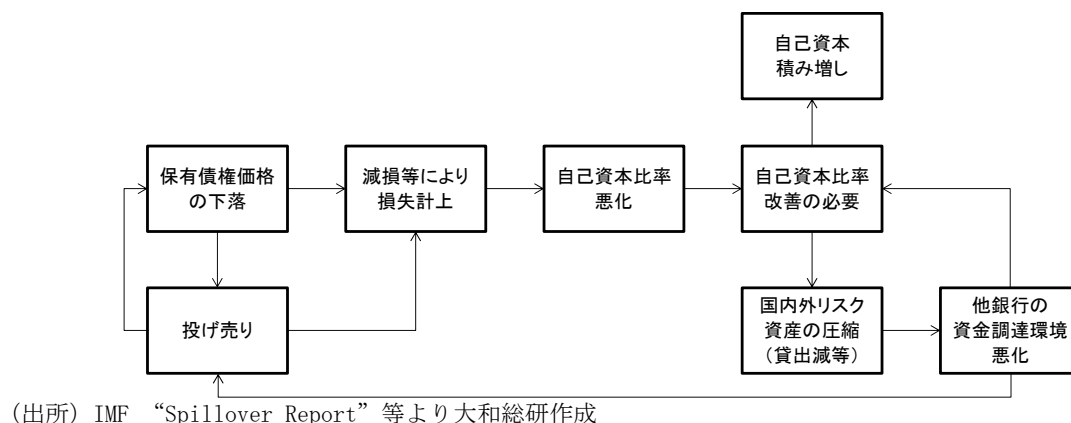 自己資本
積み増し
保有債権価格
の下落
減損等により
損失計上
自己資本比率
悪化
自己資本比率
改善の必要
投げ売り
国内外リスク
資産の圧縮
（貸出減等）
他銀行の
資金調達環境
悪化
（出所）IMF “Spillover Report”等より大和総研作成